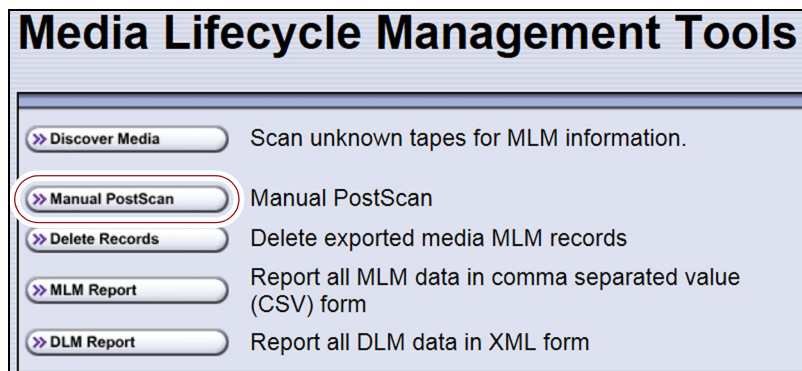 Media Lifecycle Management Tools
Discover Media Scan unknown tapes for MLM information.
Manual PostScan Manual PostScan
Delete Records Delete exported media MLM records
MLM Report Report all MLM data in comma separated value
(CSV) form
DLM Report Report all DLM data in XML form